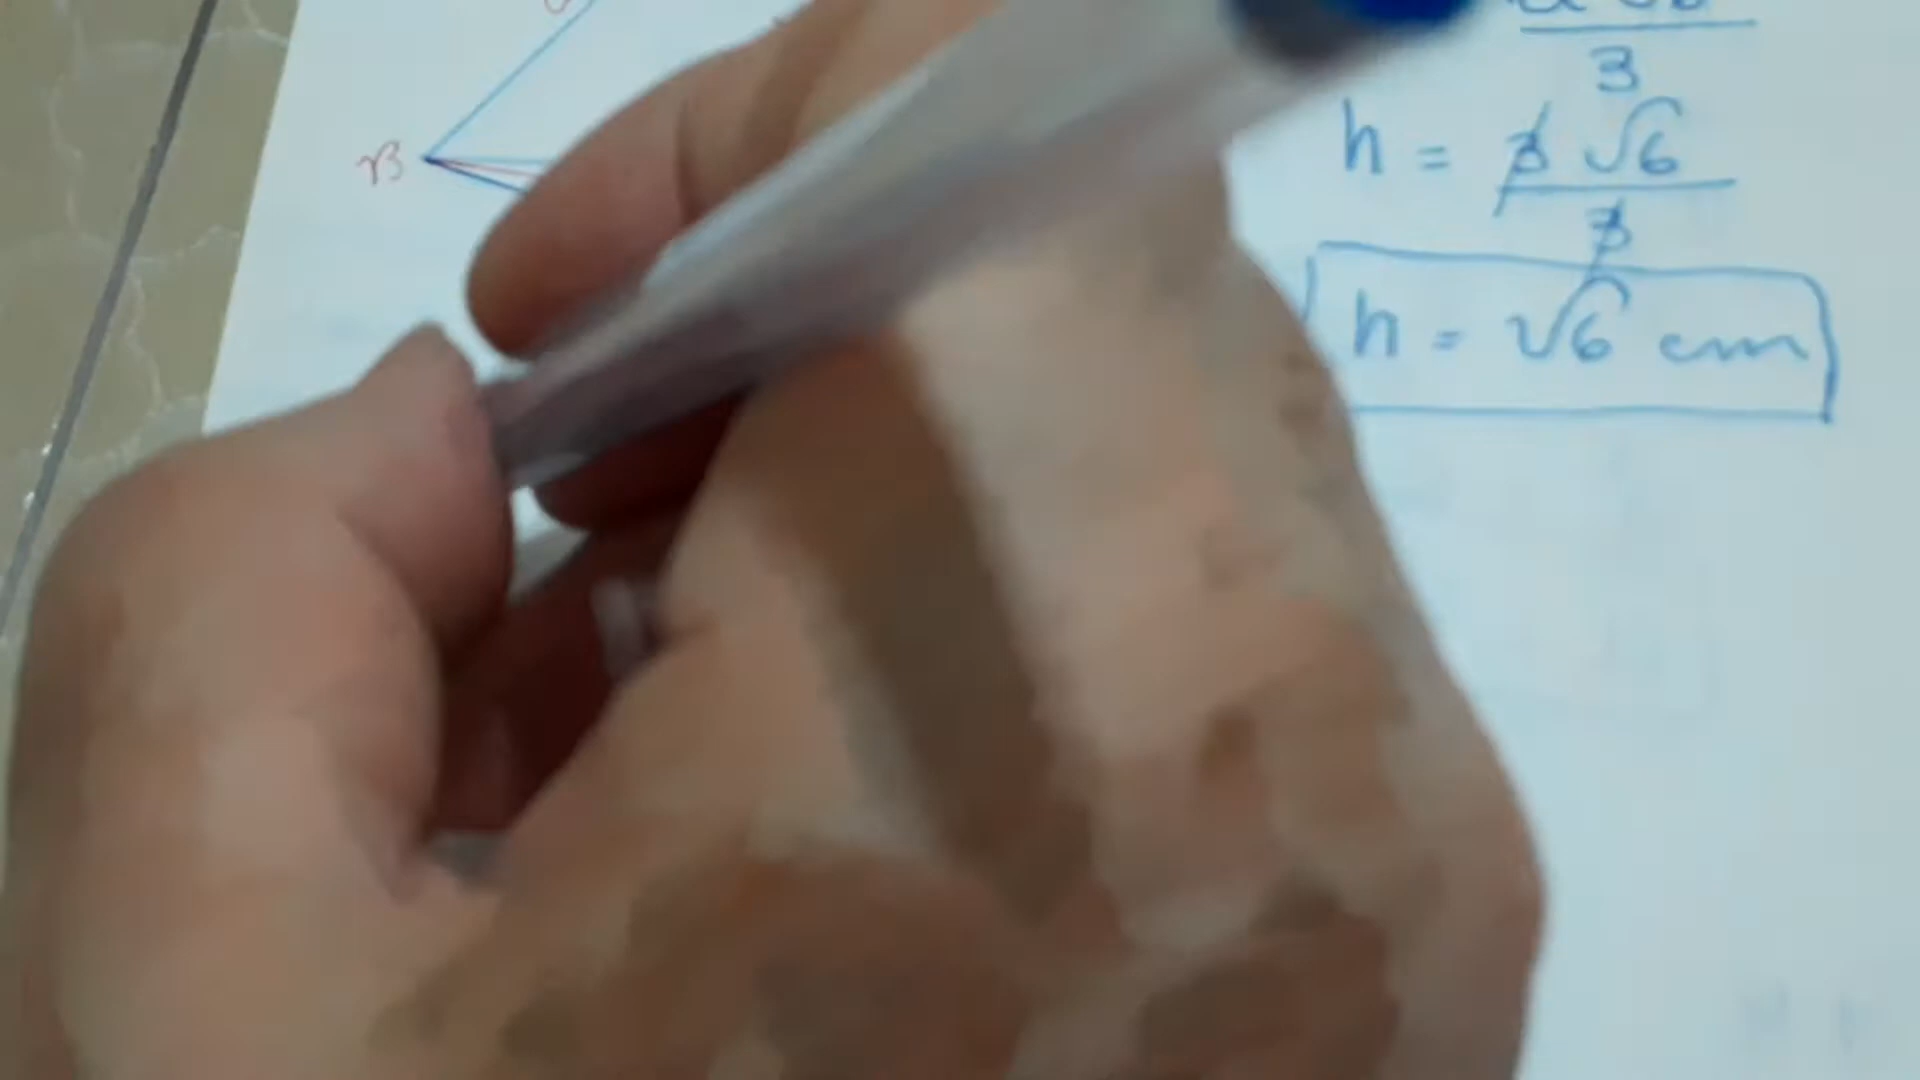 B
3
h = 3 √6
3
h = √6 cm